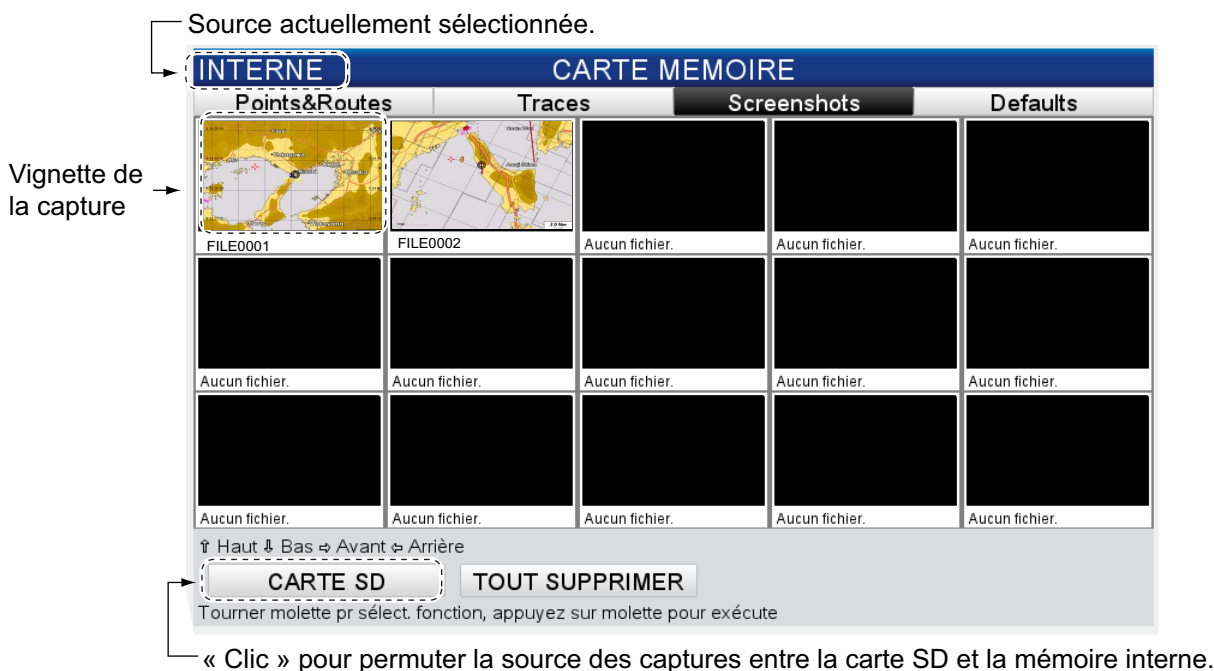 Source actuellement sélectionnée.
INTERNE CARTE MEMOIRE
Points&Routes Traces Screenshots Defaults
Vignette de
la capture
FILE0001 FILE0002 Aucun fichier. Aucun fichier. Aucun fichier.
Aucun fichier. Aucun fichier. Aucun fichier. Aucun fichier. Aucun fichier.
Aucun fichier. Aucun fichier. Aucun fichier. Aucun fichier. Aucun fichier.
⇧ Haut ⇩ Bas ⇨ Avant ⇦ Arrière
CARTE SD TOUT SUPPRIMER
Tourner molette pr sélect. fonction, appuyez sur molette pour exécute
« Clic » pour permuter la source des captures entre la carte SD et la mémoire interne.